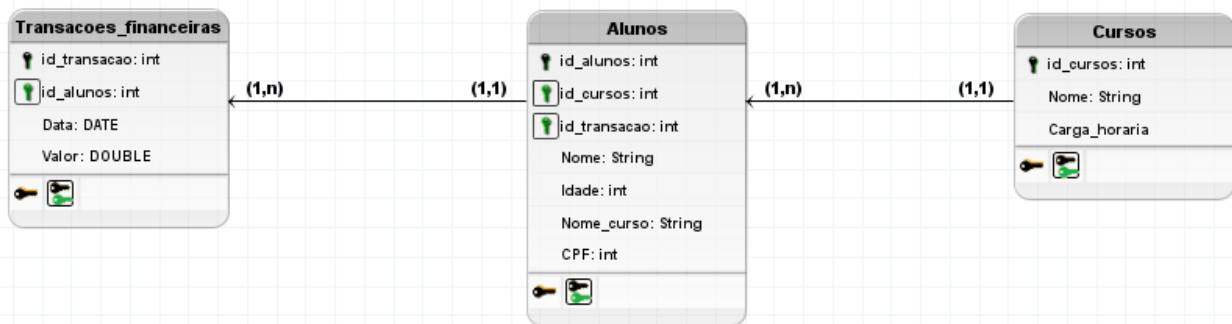 Transacoes_financeiras
id_transacao: int
id_alunos: int
Data: DATE
Valor: DOUBLE
(1,n)
(1,1)
Alunos
id_alunos: int
id_cursos: int
id_transacao: int
Nome: String
Idade: int
Nome_curso: String
CPF: int
(1,n)
(1,1)
Cursos
id_cursos: int
Nome: String
Carga_horaria